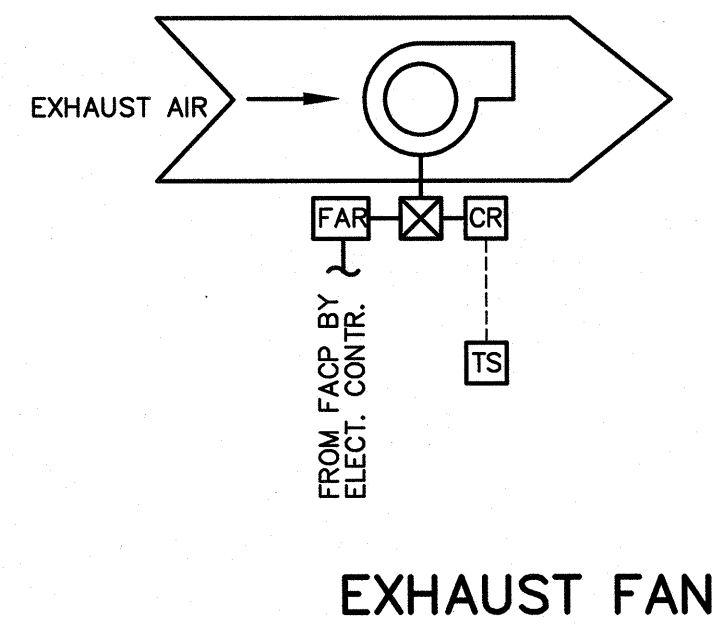 EXHAUST AIR
FAR
CR
TS
FROM FACP BY
ELECT. CONTR.
EXHAUST FAN